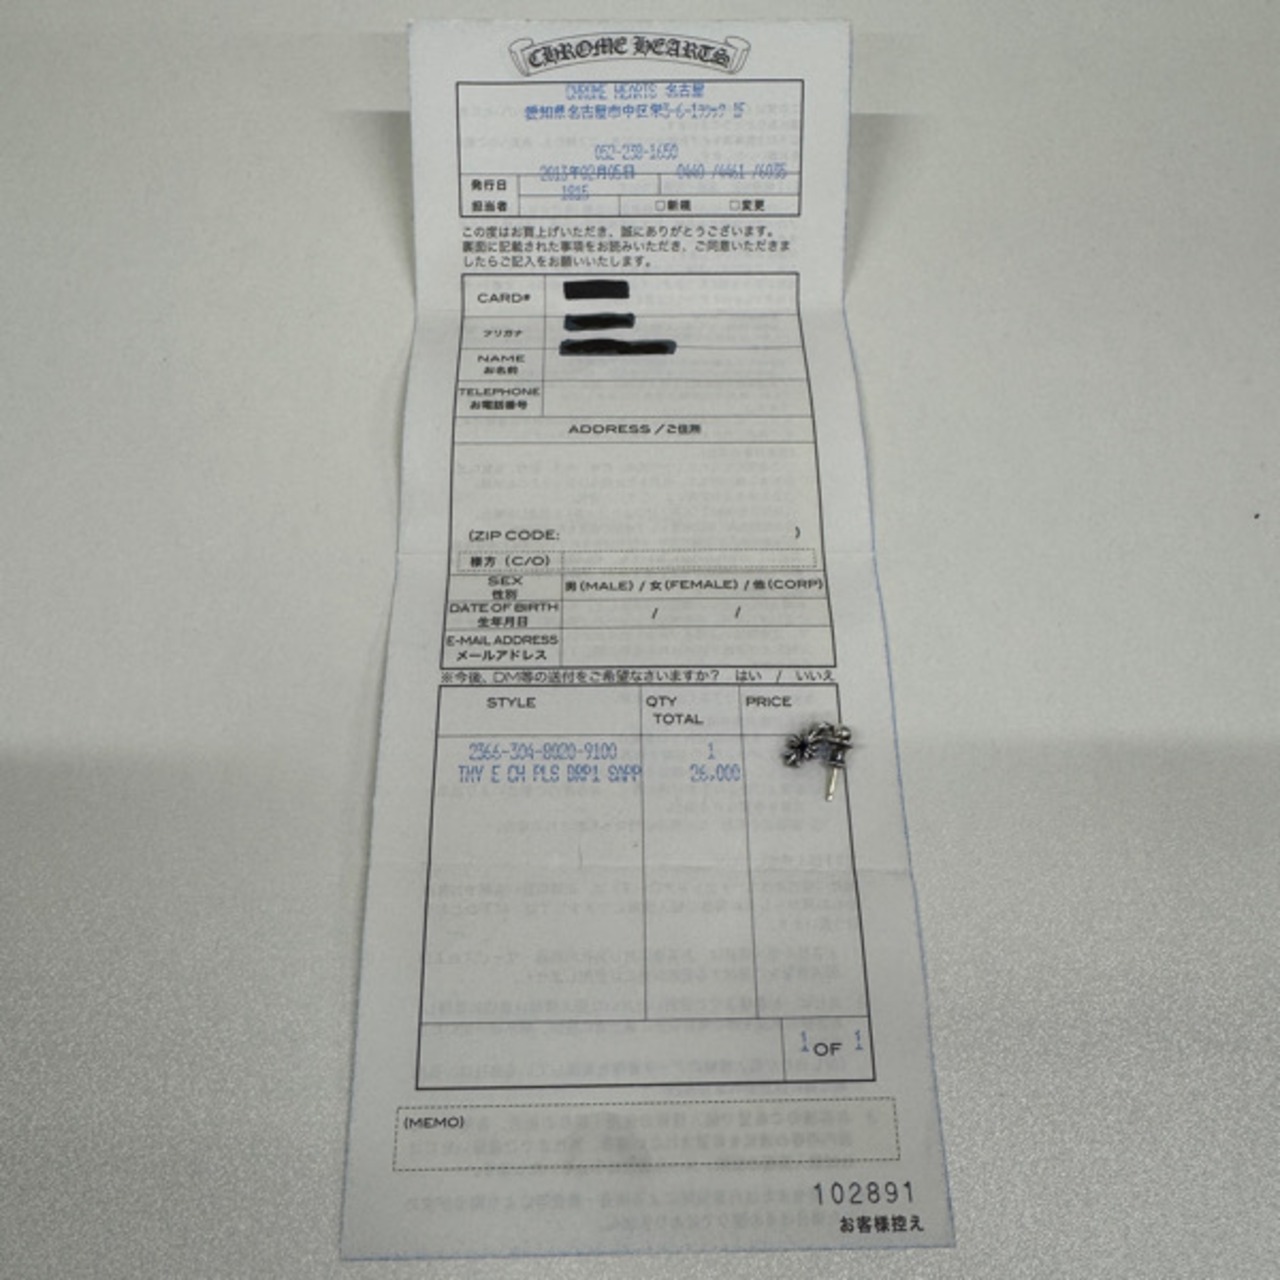 CHROME HEARTS
CHROME HEARTS 名古屋
愛知県名古屋市中区栄3-6-1ラシック 1F
052-238-1650
2013年02月05日
発行日
1815
担当者 □新規 □変更
この度はお買上げいただき、誠にありがとうございます。
裏面に記載された事項をお読みいただき、ご同意いただきま
したらご記入をお願いいたします。
CARD#
フリガナ
NAME
お名前
TELEPHONE
お電話番号
ADDRESS/ご住所
(ZIP CODE: )
様方 (C/O)
SEX
性別
男(MALE) / 女(FEMALE) / 他(CORP)
DATE OF BIRTH
生年月日
/ /
E-MAIL ADDRESS
メールアドレス
※今後、DM等の送付をご希望なさいますか? はい / いいえ
STYLE QTY PRICE
TOTAL
2366-304-8020-9100 1
TNY E CH PLS DRP1 SAPP 26,000
1 OF 1
(MEMO)
102891
お客様控え